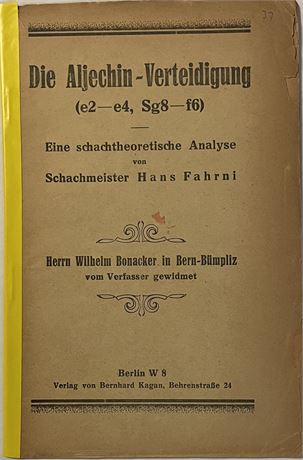 Die Aljechin-Verteidigung
(e2—e4, Sg8—f6)
Eine schachtheoretische Analyse
von
Schachmeister Hans Fahrni
Herrn Wilhelm Bonacker in Bern-Bümpliz
vom Verfasser gewidmet
Berlin W 8
Verlag von Bernhard Kagan, Behrenstraße 24